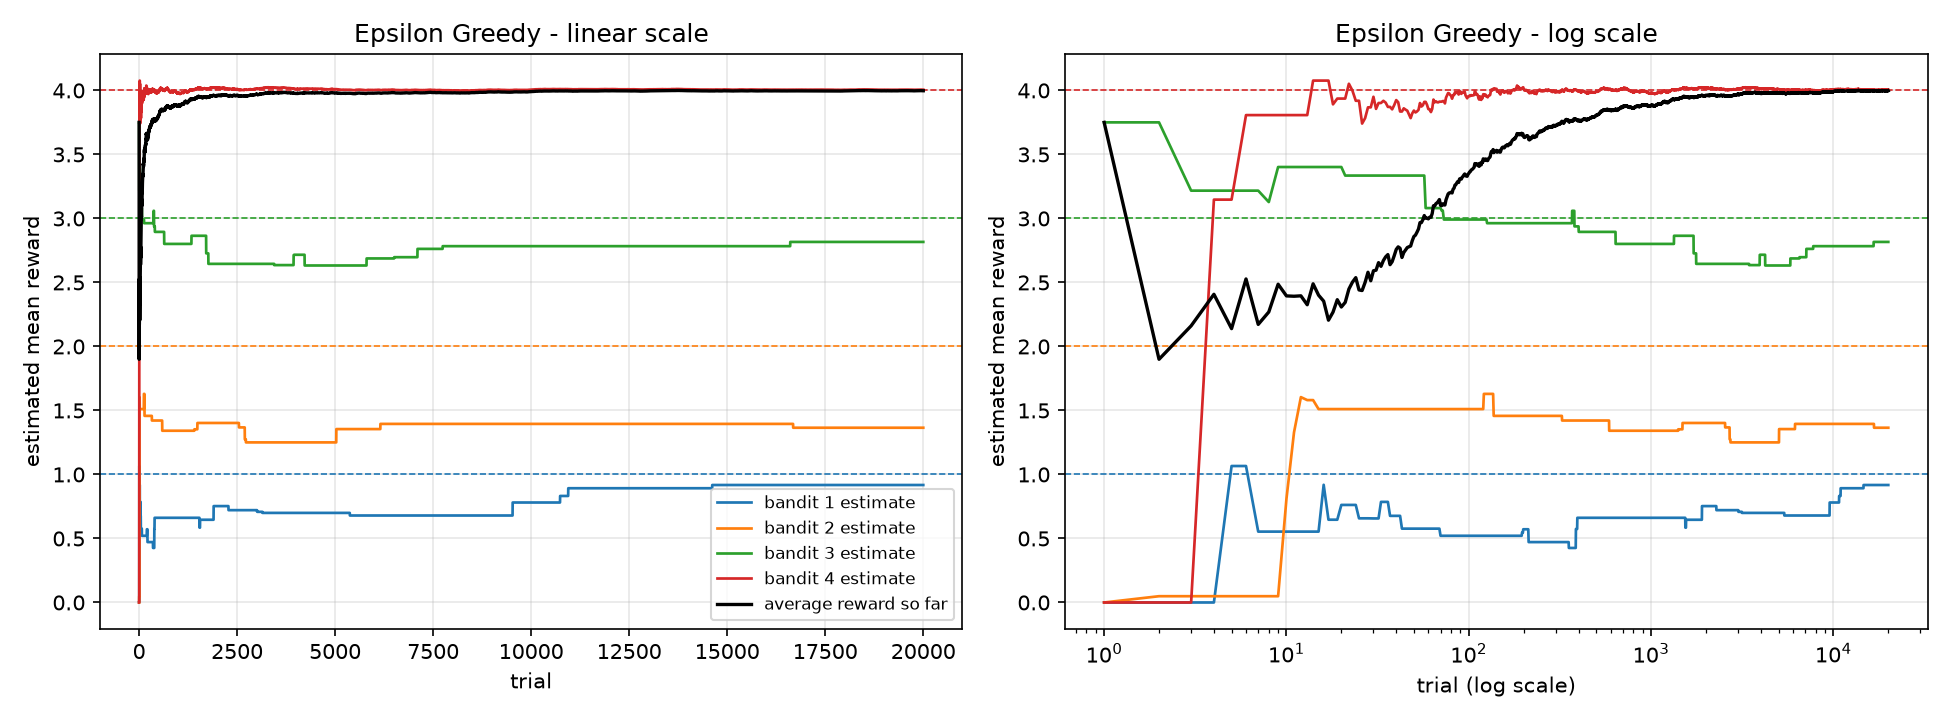 Epsilon Greedy - linear scale
estimated mean reward
4.0
3.5
3.0
2.5
2.0
1.5
1.0
0.5
0.0
bandit 1 estimate
bandit 2 estimate
bandit 3 estimate
bandit 4 estimate
average reward so far
0 2500 5000 7500 10000 12500 15000 17500 20000
trial
Epsilon Greedy - log scale
estimated mean reward
4.0
3.5
3.0
2.5
2.0
1.5
1.0
0.5
0.0
10⁰ 10¹ 10² 10³ 10⁴
trial (log scale)